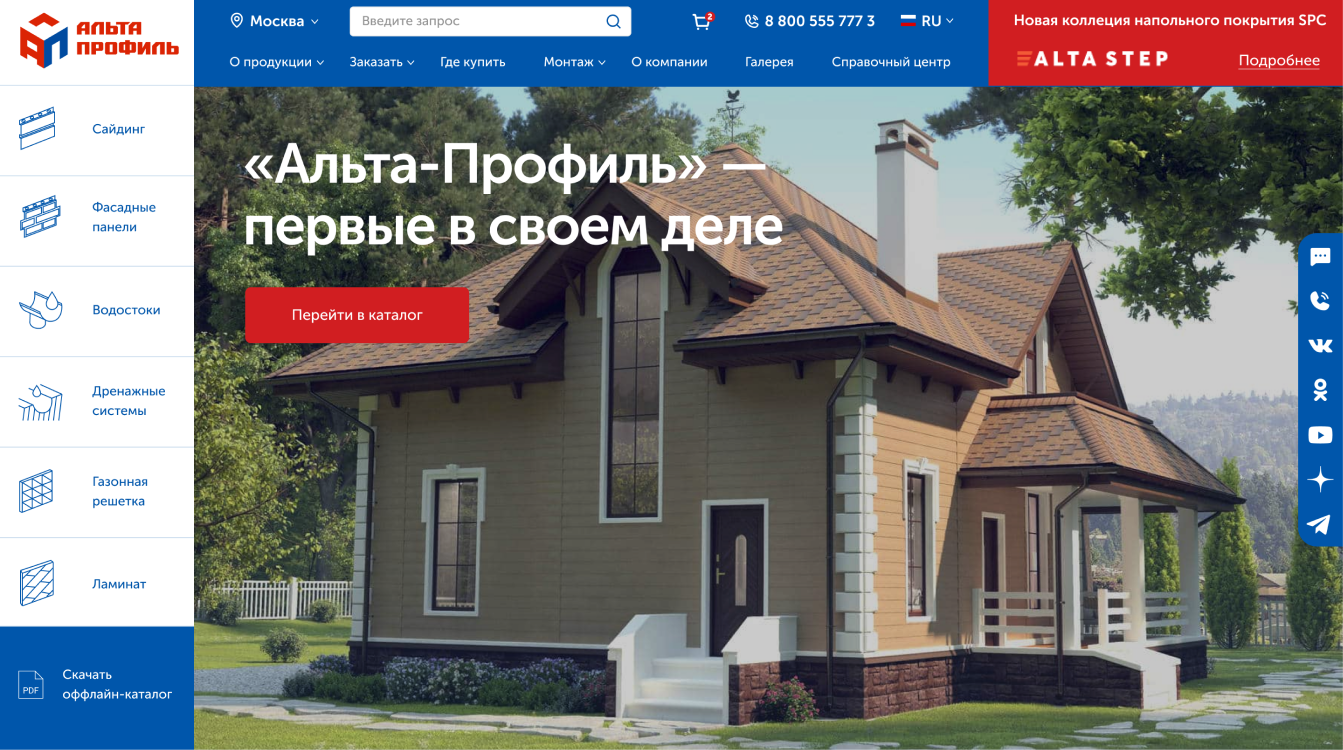 АЛЬТА
ПРОФИЛЬ
Москва
Введите запрос
2
8 800 555 777 3
RU
О продукции
Заказать
Где купить
Монтаж
О компании
Галерея
Справочный центр
Новая коллеция напольного покрытия SPC
ALTA STEP
Подробнее
Сайдинг
Фасадные
панели
Водостоки
Дренажные
системы
Газонная
решетка
Ламинат
PDF
Скачать
оффлайн-каталог
«Альта-Профиль» —
первые в своем деле
Перейти в каталог